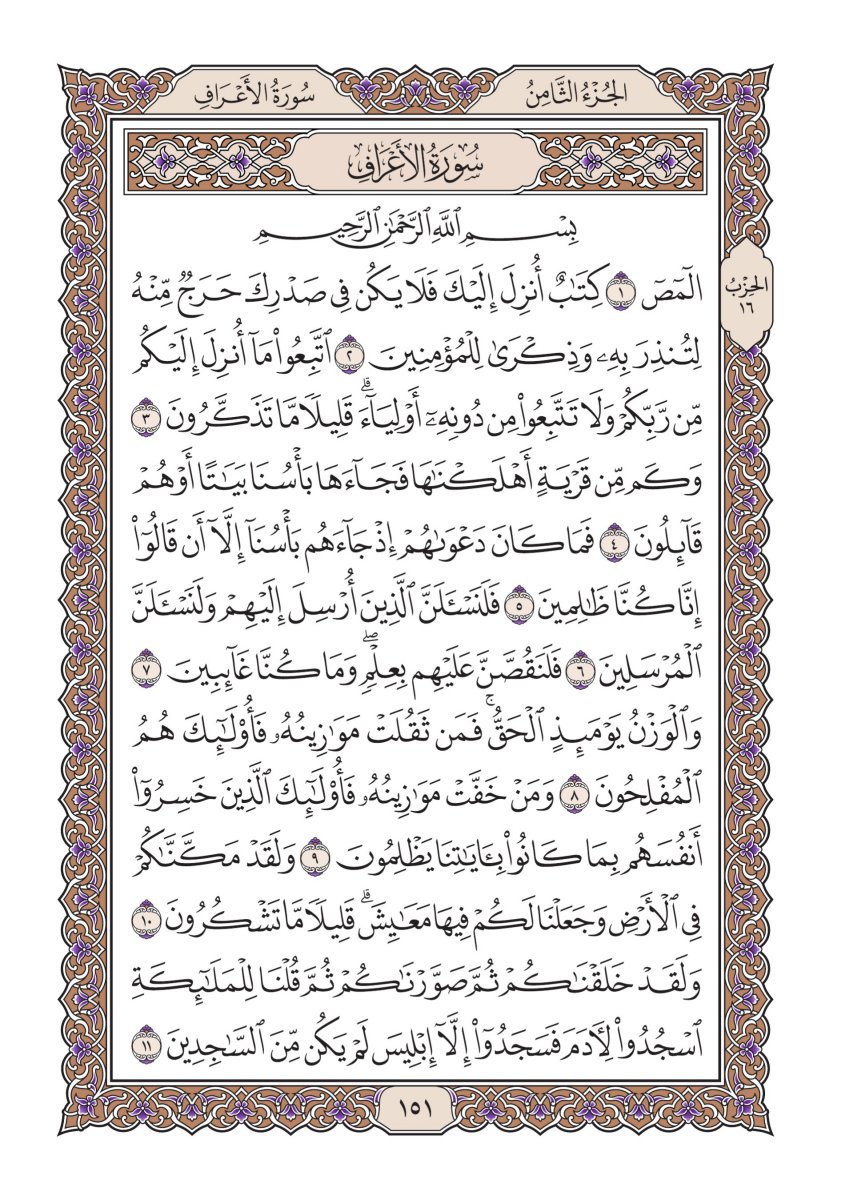 الجُزْءُ الثَّامِنُ
سُورَةُ الأَعْرَافِ
سُورَةُ الأَعْرَافِ
بِسْمِ ٱللَّهِ ٱلرَّحْمَٰنِ ٱلرَّحِيمِ
الٓمٓصٓ ١ كِتَٰبٌ أُنزِلَ إِلَيْكَ فَلَا يَكُن فِي صَدْرِكَ حَرَجٌ مِّنْهُ
لِتُنذِرَ بِهِۦ وَذِكْرَىٰ لِلْمُؤْمِنِينَ ٢ ٱتَّبِعُوا۟ مَآ أُنزِلَ إِلَيْكُم
مِّن رَّبِّكُمْ وَلَا تَتَّبِعُوا۟ مِن دُونِهِۦٓ أَوْلِيَآءَۗ قَلِيلًا مَّا تَذَكَّرُونَ ٣
وَكَم مِّن قَرْيَةٍ أَهْلَكْنَٰهَا فَجَآءَهَا بَأْسُنَا بَيَٰتًا أَوْ هُمْ
قَآئِلُونَ ٤ فَمَا كَانَ دَعْوَىٰهُمْ إِذْ جَآءَهُم بَأْسُنَآ إِلَّآ أَن قَالُوٓا۟
إِنَّا كُنَّا ظَٰلِمِينَ ٥ فَلَنَسْـَٔلَنَّ ٱلَّذِينَ أُرْسِلَ إِلَيْهِمْ وَلَنَسْـَٔلَنَّ
ٱلْمُرْسَلِينَ ٦ فَلَنَقُصَّنَّ عَلَيْهِم بِعِلْمٍۖ وَمَا كُنَّا غَآئِبِينَ ٧
وَٱلْوَزْنُ يَوْمَئِذٍ ٱلْحَقُّۚ فَمَن ثَقُلَتْ مَوَٰزِينُهُۥ فَأُو۟لَٰٓئِكَ هُمُ
ٱلْمُفْلِحُونَ ٨ وَمَنْ خَفَّتْ مَوَٰزِينُهُۥ فَأُو۟لَٰٓئِكَ ٱلَّذِينَ خَسِرُوٓا۟
أَنفُسَهُم بِمَا كَانُوا۟ بِـَٔايَٰتِنَا يَظْلِمُونَ ٩ وَلَقَدْ مَكَّنَّٰكُمْ
فِي ٱلْأَرْضِ وَجَعَلْنَا لَكُمْ فِيهَا مَعَٰيِشَۗ قَلِيلًا مَّا تَشْكُرُونَ ١٠
وَلَقَدْ خَلَقْنَٰكُمْ ثُمَّ صَوَّرْنَٰكُمْ ثُمَّ قُلْنَا لِلْمَلَٰٓئِكَةِ
ٱسْجُدُوا۟ لِـَٔادَمَ فَسَجَدُوٓا۟ إِلَّآ إِبْلِيسَ لَمْ يَكُن مِّنَ ٱلسَّٰجِدِينَ ١١
الحِزْبُ
١٦
١٥١